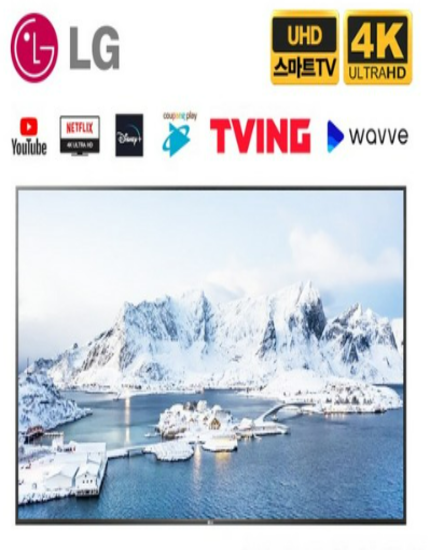 LG
UHD
스마트TV
4K
ULTRAHD
YouTube
NETFLIX
4K ULTRA HD
Disney+
coupang play
TVING
wavve
LG